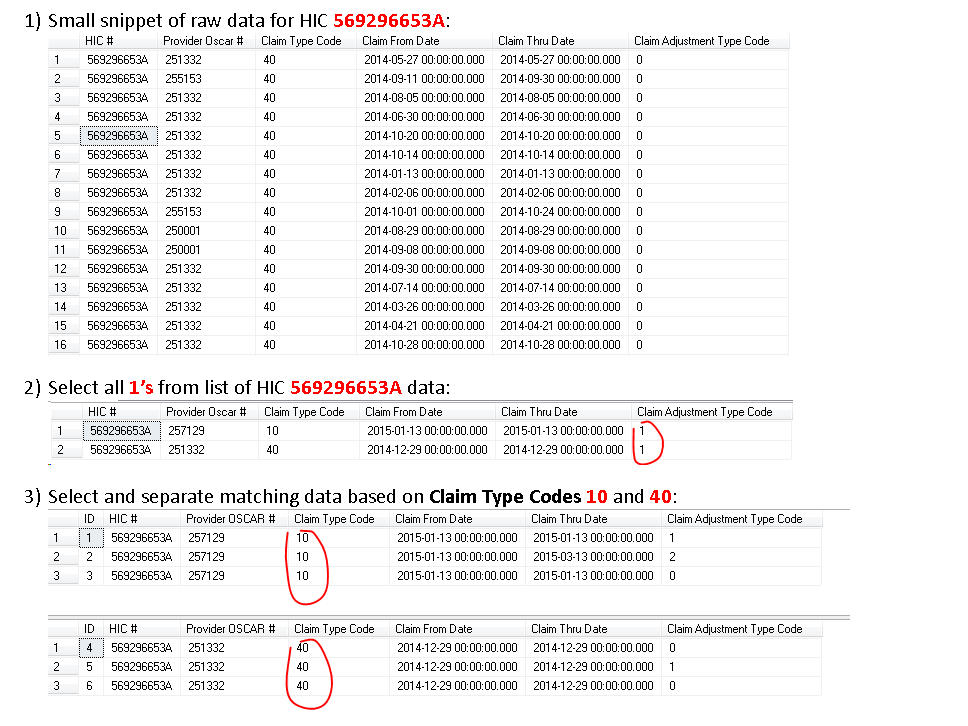 1) Small snippet of raw data for HIC 569296653A:
HIC # Provider Oscar # Claim Type Code Claim From Date Claim Thru Date Claim Adjustment Type Code
1 569296653A 251332 40 2014-05-27 00:00:00.000 2014-05-27 00:00:00.000 0
2 569296653A 255153 40 2014-09-11 00:00:00.000 2014-09-30 00:00:00.000 0
3 569296653A 251332 40 2014-08-05 00:00:00.000 2014-08-05 00:00:00.000 0
4 569296653A 251332 40 2014-06-30 00:00:00.000 2014-06-30 00:00:00.000 0
5 569296653A 251332 40 2014-10-20 00:00:00.000 2014-10-20 00:00:00.000 0
6 569296653A 251332 40 2014-10-14 00:00:00.000 2014-10-14 00:00:00.000 0
7 569296653A 251332 40 2014-01-13 00:00:00.000 2014-01-13 00:00:00.000 0
8 569296653A 251332 40 2014-02-06 00:00:00.000 2014-02-06 00:00:00.000 0
9 569296653A 255153 40 2014-10-01 00:00:00.000 2014-10-24 00:00:00.000 0
10 569296653A 250001 40 2014-08-29 00:00:00.000 2014-08-29 00:00:00.000 0
11 569296653A 250001 40 2014-09-08 00:00:00.000 2014-09-08 00:00:00.000 0
12 569296653A 251332 40 2014-09-30 00:00:00.000 2014-09-30 00:00:00.000 0
13 569296653A 251332 40 2014-07-14 00:00:00.000 2014-07-14 00:00:00.000 0
14 569296653A 251332 40 2014-03-26 00:00:00.000 2014-03-26 00:00:00.000 0
15 569296653A 251332 40 2014-04-21 00:00:00.000 2014-04-21 00:00:00.000 0
16 569296653A 251332 40 2014-10-28 00:00:00.000 2014-10-28 00:00:00.000 0
2) Select all 1's from list of HIC 569296653A data:
HIC # Provider Oscar # Claim Type Code Claim From Date Claim Thru Date Claim Adjustment Type Code
1 569296653A 257129 10 2015-01-13 00:00:00.000 2015-01-13 00:00:00.000 1
2 569296653A 251332 40 2014-12-29 00:00:00.000 2014-12-29 00:00:00.000 1
3) Select and separate matching data based on Claim Type Codes 10 and 40:
ID HIC # Provider OSCAR # Claim Type Code Claim From Date Claim Thru Date Claim Adjustment Type Code
1 1 569296653A 257129 10 2015-01-13 00:00:00.000 2015-01-13 00:00:00.000 1
2 2 569296653A 257129 10 2015-01-13 00:00:00.000 2015-03-13 00:00:00.000 2
3 3 569296653A 257129 10 2015-01-13 00:00:00.000 2015-01-13 00:00:00.000 0
ID HIC # Provider OSCAR # Claim Type Code Claim From Date Claim Thru Date Claim Adjustment Type Code
1 4 569296653A 251332 40 2014-12-29 00:00:00.000 2014-12-29 00:00:00.000 0
2 5 569296653A 251332 40 2014-12-29 00:00:00.000 2014-12-29 00:00:00.000 1
3 6 569296653A 251332 40 2014-12-29 00:00:00.000 2014-12-29 00:00:00.000 0